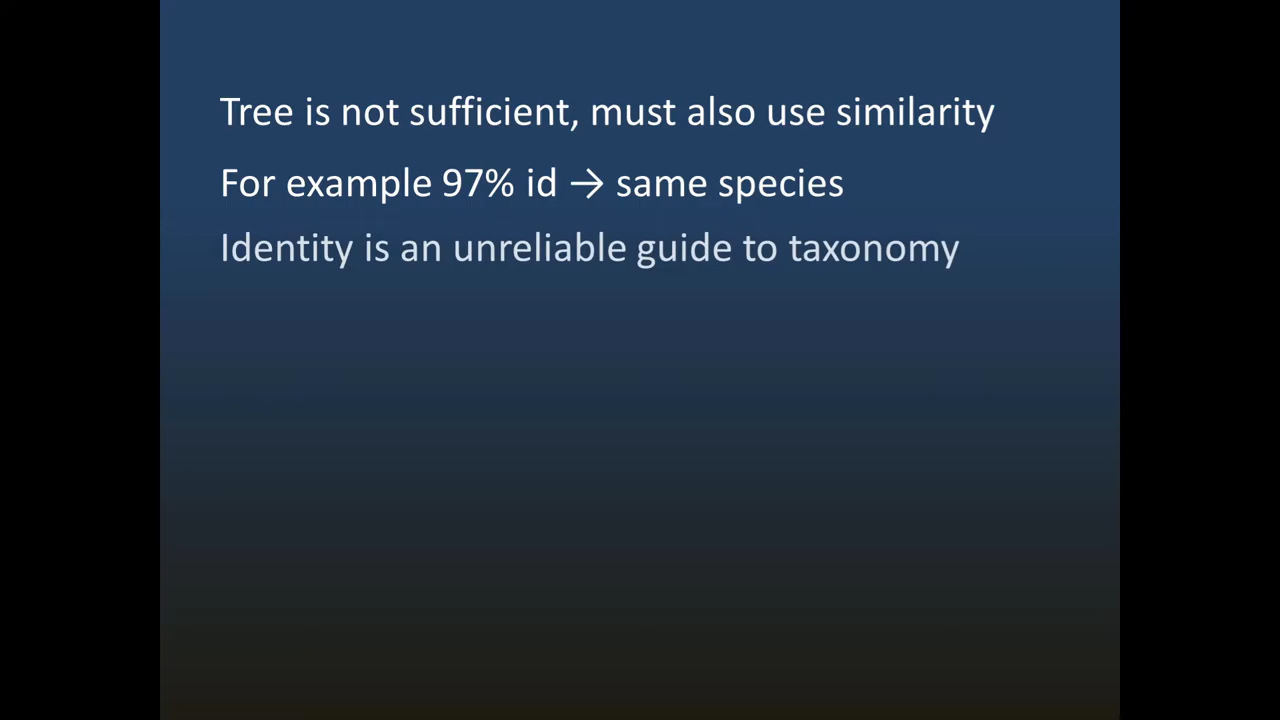 Tree is not sufficient, must also use similarity
For example 97% id → same species
Identity is an unreliable guide to taxonomy